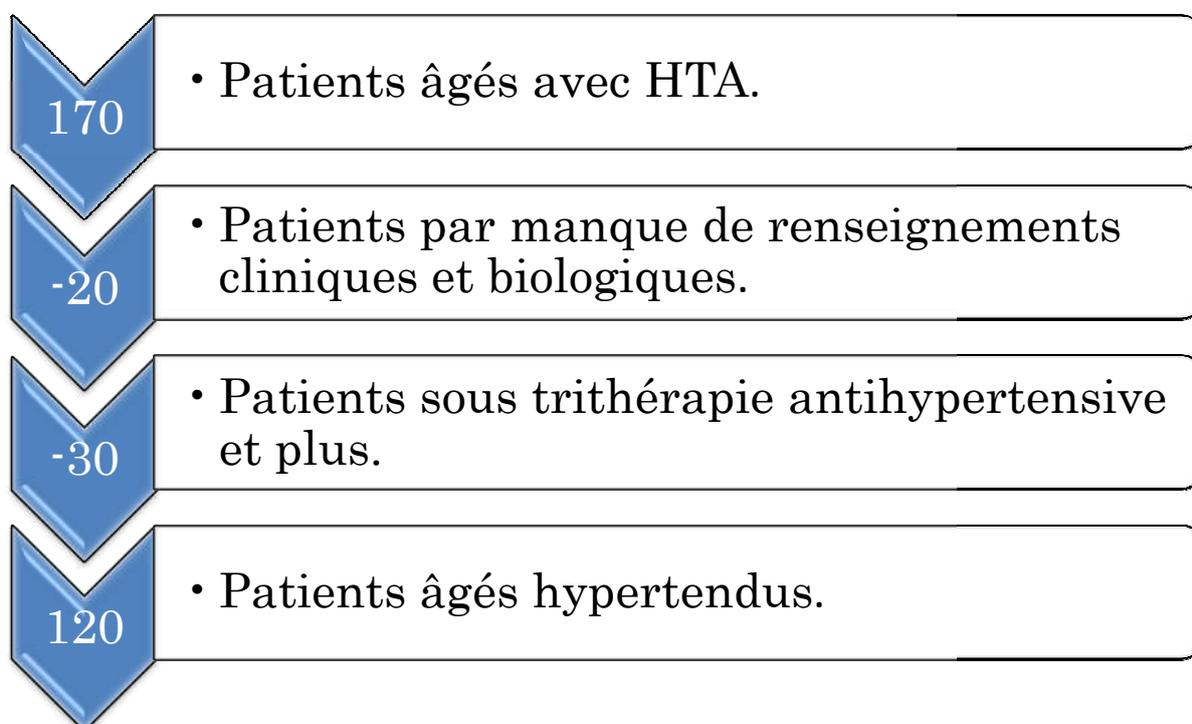 170
• Patients âgés avec HTA.
-20
• Patients par manque de renseignements
cliniques et biologiques.
-30
• Patients sous trithérapie antihypertensive
et plus.
120
• Patients âgés hypertendus.